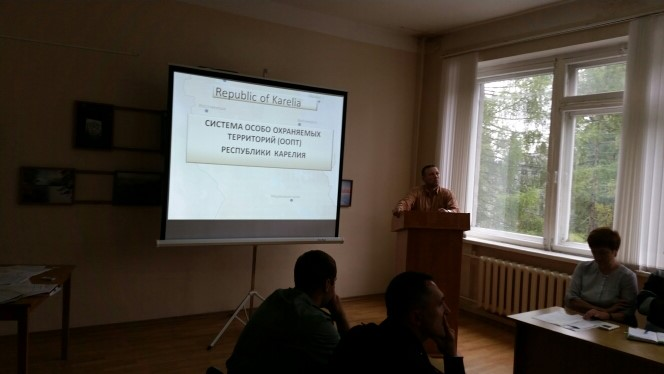 Republic of Karelia
СИСТЕМА ОСОБО ОХРАНЯЕМЫХ
ТЕРРИТОРИЙ (ООПТ)
РЕСПУБЛИКИ КАРЕЛИЯ